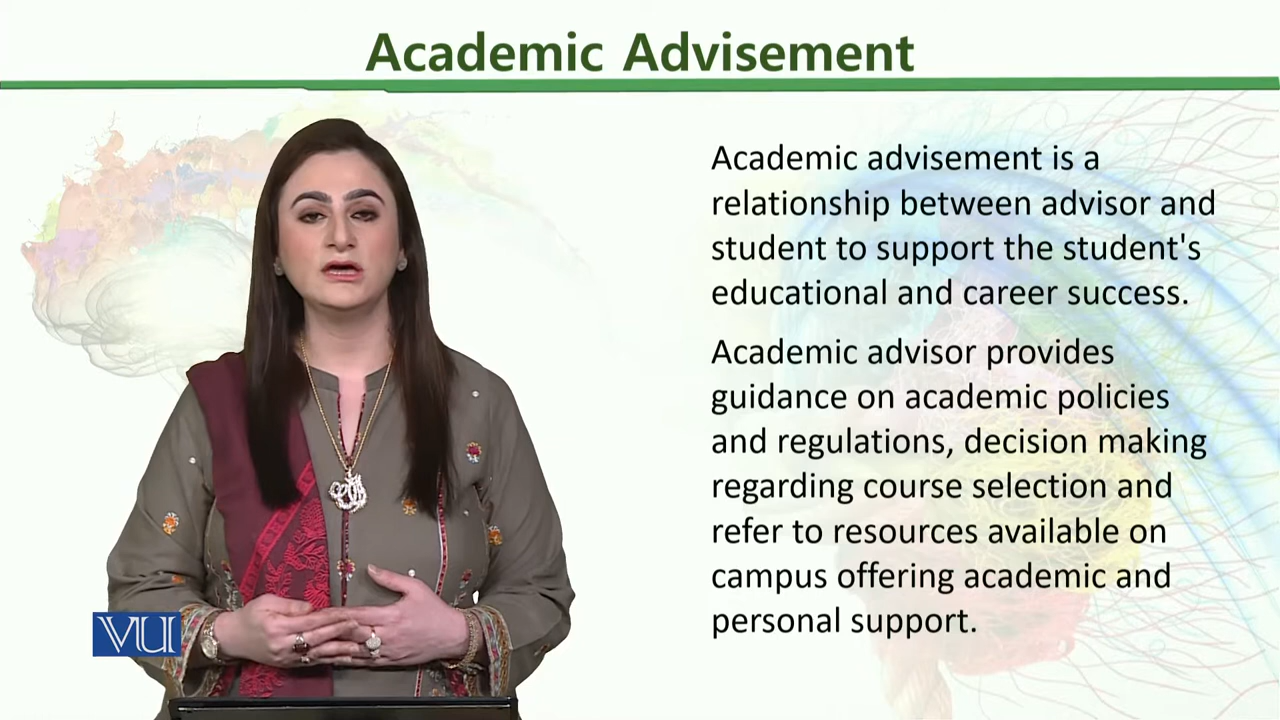 Academic Advisement
Academic advisement is a
relationship between advisor and
student to support the student's
educational and career success.
Academic advisor provides
guidance on academic policies
and regulations, decision making
regarding course selection and
refer to resources available on
campus offering academic and
personal support.
VU